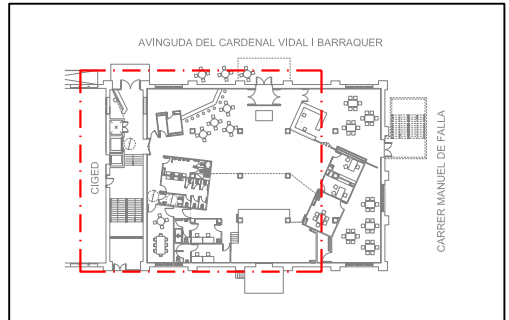 AVINGUDA DEL CARDENAL VIDAL I BARRAQUER
CIGED
CARRER MANUEL DE FALLA